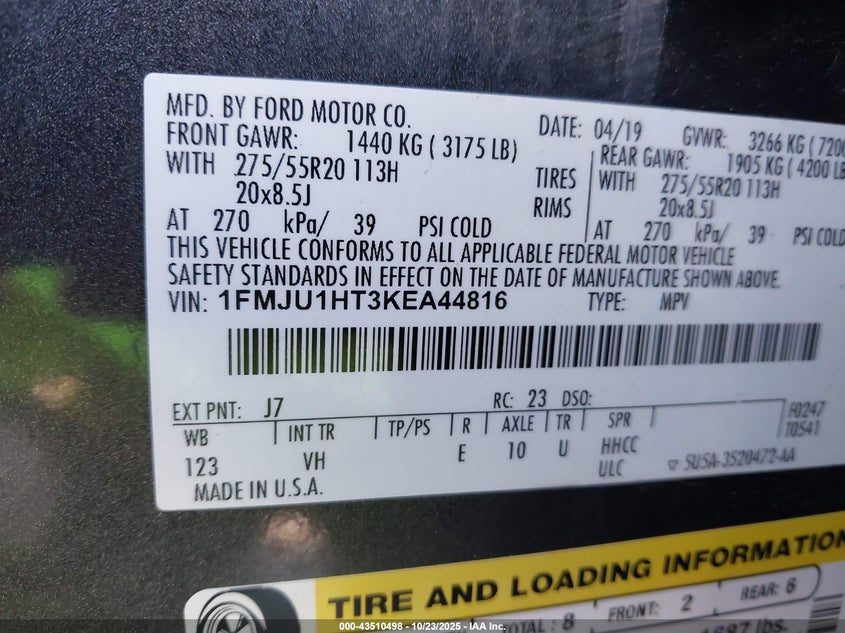 MFD. BY FORD MOTOR CO.
DATE: 04/19 GVWR: 3266 KG (7200
FRONT GAWR: 1440 KG ( 3175 LB)
REAR GAWR: 1905 KG ( 4200 LB
WITH 275/55R20 113H TIRES WITH 275/55R20 113H
20x8.5J RIMS 20x8.5J
AT 270 kPa/ 39 PSI COLD AT 270 kPa/ 39 PSI COLD
THIS VEHICLE CONFORMS TO ALL APPLICABLE FEDERAL MOTOR VEHICLE
SAFETY STANDARDS IN EFFECT ON THE DATE OF MANUFACTURE SHOWN ABOVE.
VIN: 1FMJU1HT3KEA44816 TYPE: MPV
EXT PNT: J7 RC: 23 DSO:
F0247
T0541
WB INT TR TP/PS R AXLE TR SPR
123 VH E 10 U HHCC
ULC
MADE IN U.S.A.
SU5A-3520472-AA
TIRE AND LOADING INFORMATION
TOTAL : 8 FRONT: 2 REAR: 6
lbs.
000-43510498 - 10/23/2025 - IAA Inc.